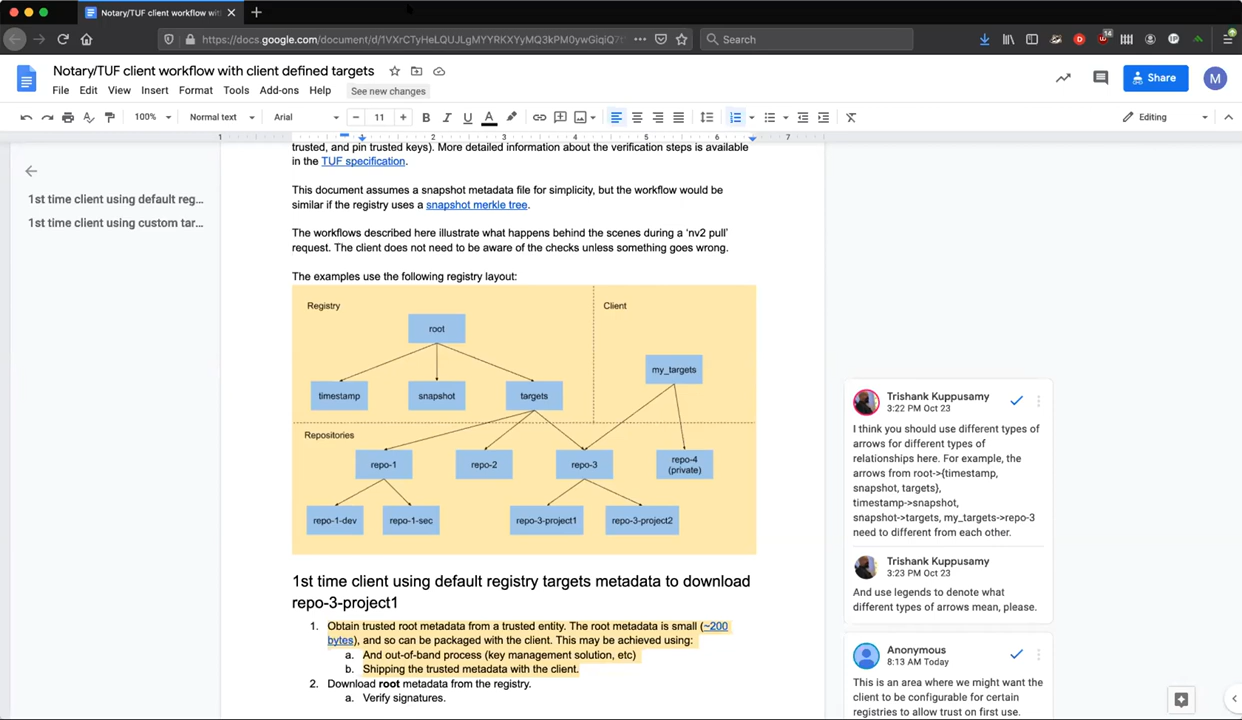 Notary/TUF client workflow with
https://docs.google.com/document/d/1VXrCTyHeLQUJLgMYYRKXYyMQ3kPM0ywGiqiQ7
Search
14
Notary/TUF client workflow with client defined targets
File Edit View Insert Format Tools Add-ons Help See new changes
Share
M
100% Normal text Arial 11 B I U A Editing
1 1 2 3 4 5 6 7
trusted, and pin trusted keys). More detailed information about the verification steps is available
in the TUF specification.
This document assumes a snapshot metadata file for simplicity, but the workflow would be
similar if the registry uses a snapshot merkle tree.
The workflows described here illustrate what happens behind the scenes during a ‘nv2 pull’
request. The client does not need to be aware of the checks unless something goes wrong.
The examples use the following registry layout:
1st time client using default reg...
1st time client using custom tar...
Registry
Client
root
my_targets
timestamp
snapshot
targets
Repositories
repo-1
repo-2
repo-3
repo-4
(private)
repo-1-dev
repo-1-sec
repo-3-project1
repo-3-project2
1st time client using default registry targets metadata to download
repo-3-project1
1. Obtain trusted root metadata from a trusted entity. The root metadata is small (~200
bytes), and so can be packaged with the client. This may be achieved using:
a. And out-of-band process (key management solution, etc)
b. Shipping the trusted metadata with the client.
2. Download root metadata from the registry.
a. Verify signatures.
Trishank Kuppusamy
3:22 PM Oct 23
I think you should use different types of
arrows for different types of
relationships here. For example, the
arrows from root->{timestamp,
snapshot, targets},
timestamp->snapshot,
snapshot->targets, my_targets->repo-3
need to different from each other.
Trishank Kuppusamy
3:23 PM Oct 23
And use legends to denote what
different types of arrows mean, please.
Anonymous
8:13 AM Today
This is an area where we might want the
client to be configurable for certain
registries to allow trust on first use.